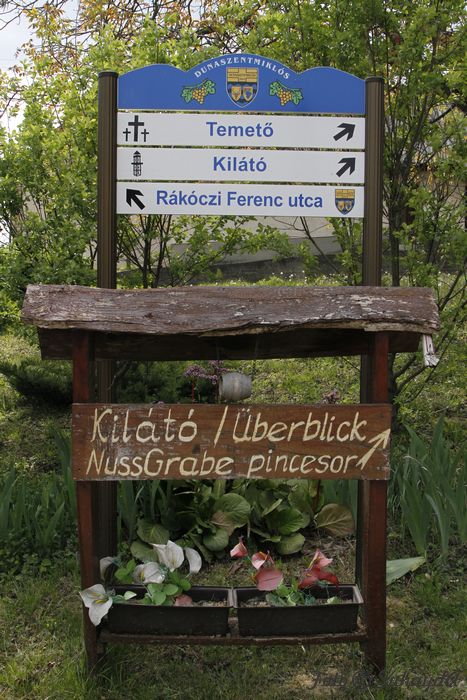 DUNASZENTMIKLÓS
Temető
Kilátó
Rákóczi Ferenc utca
Kilátó / Überblick
NussGrabe pincesor